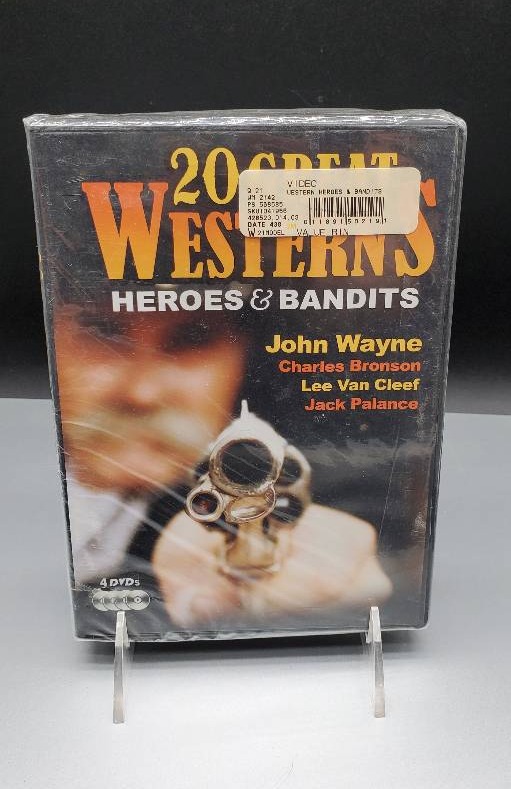 20 GREAT
WESTERNS
HEROES & BANDITS
VIDEO
WESTERN HEROES & BANDITS
VALUE BIN
John Wayne
Charles Bronson
Lee Van Cleef
Jack Palance
4 DVDs